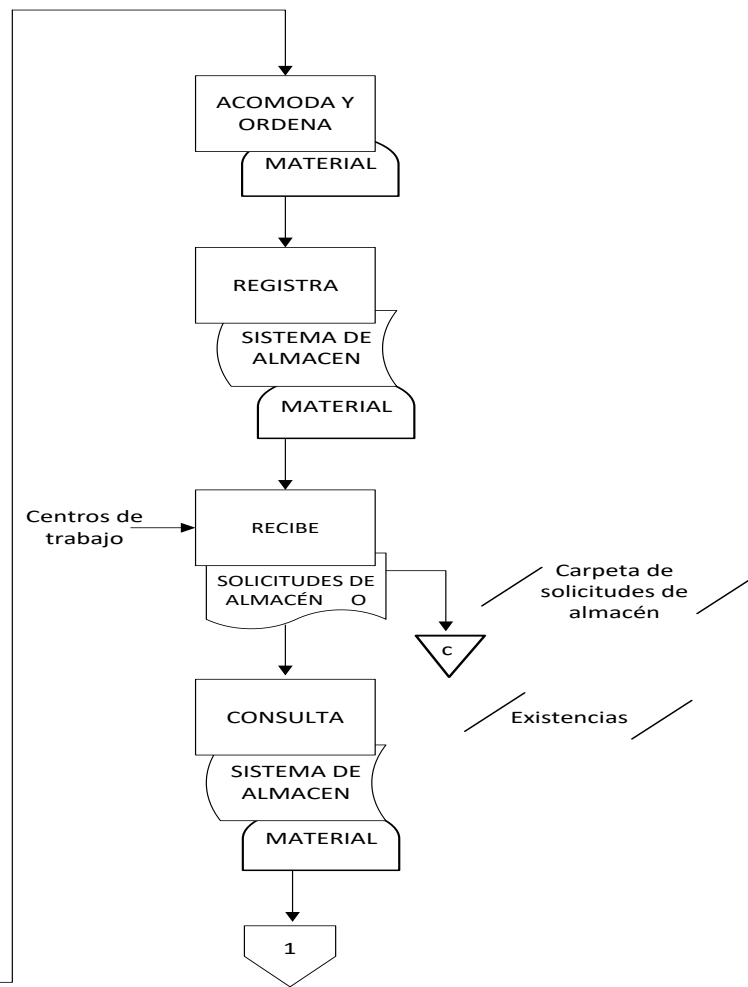 ACOMODA Y
ORDENA
MATERIAL
REGISTRA
SISTEMA DE
ALMACEN
MATERIAL
Centros de
trabajo
RECIBE
SOLICITUDES DE
ALMACÉN O
Carpeta de
solicitudes de
almacén
c
CONSULTA
Existencias
SISTEMA DE
ALMACEN
MATERIAL
1